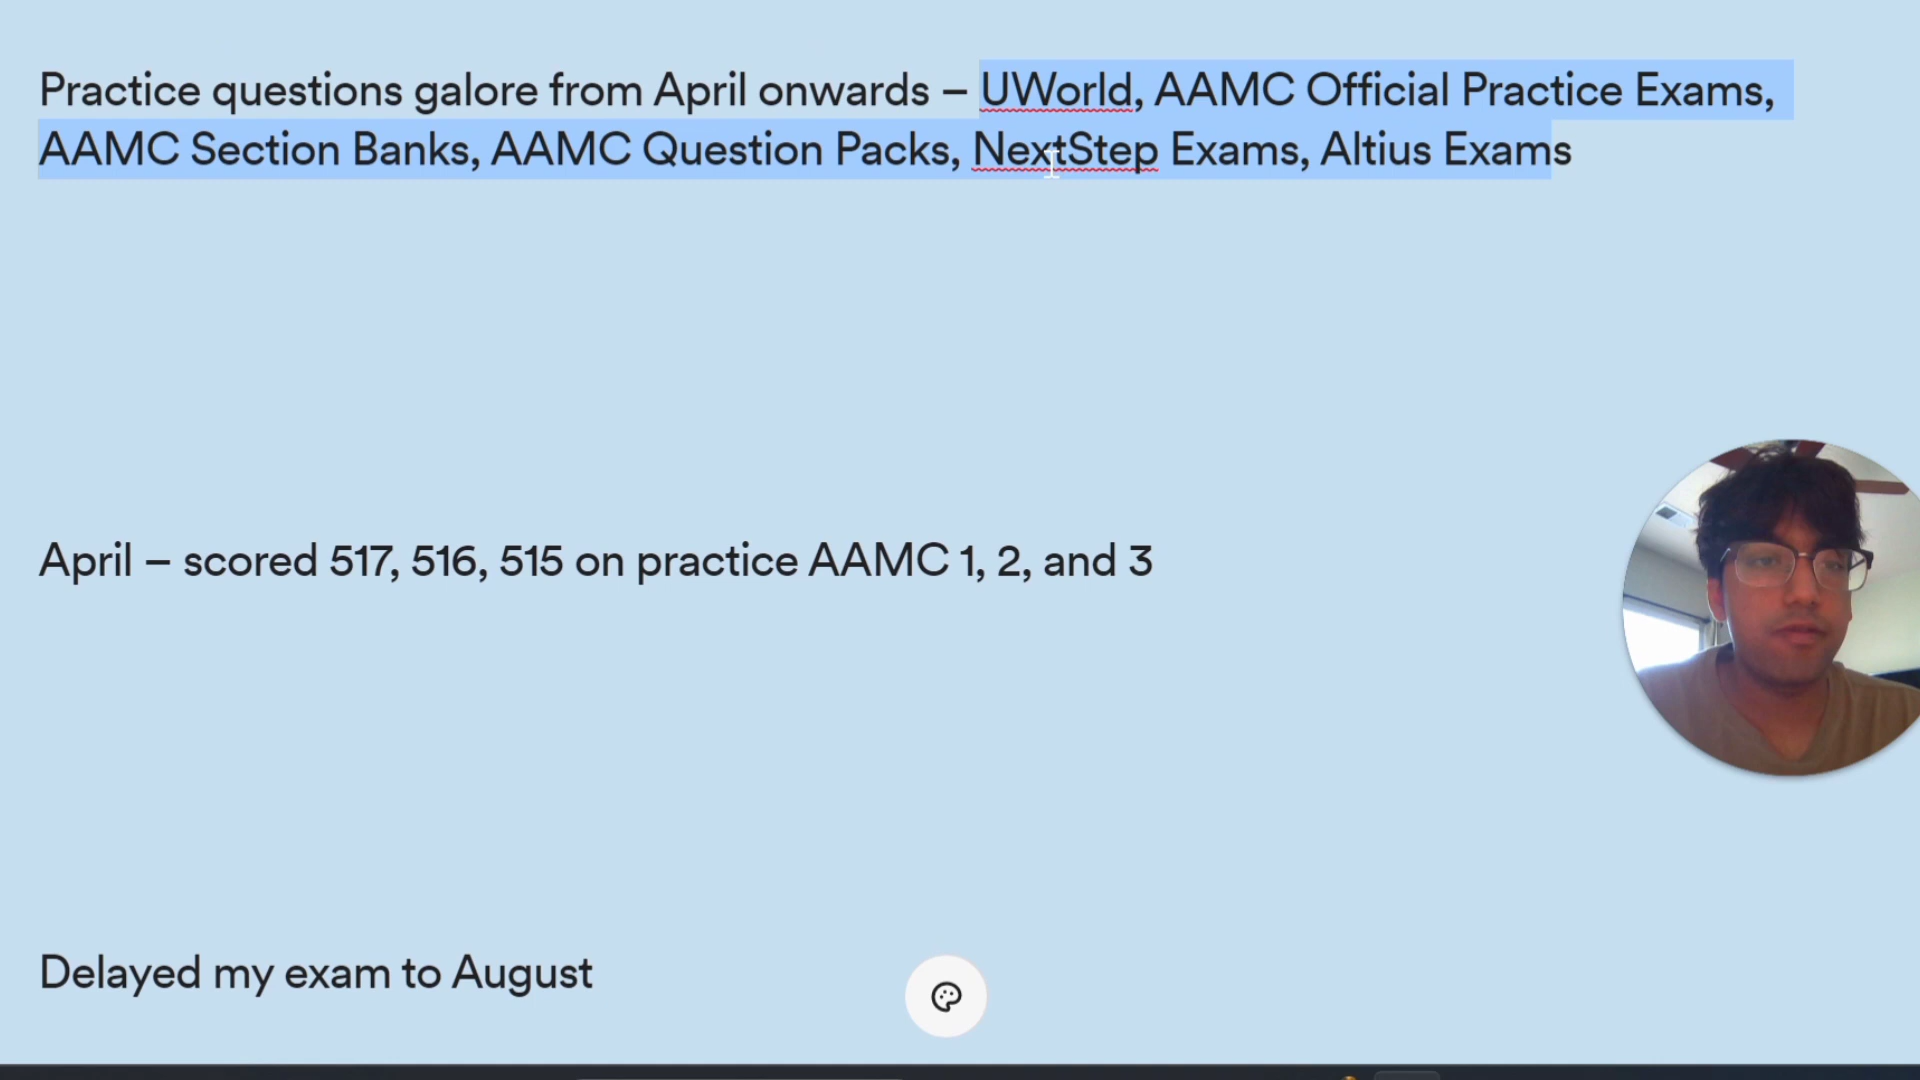 Practice questions galore from April onwards – UWorld, AAMC Official Practice Exams,
AAMC Section Banks, AAMC Question Packs, NextStep Exams, Altius Exams
April – scored 517, 516, 515 on practice AAMC 1, 2, and 3
Delayed my exam to August